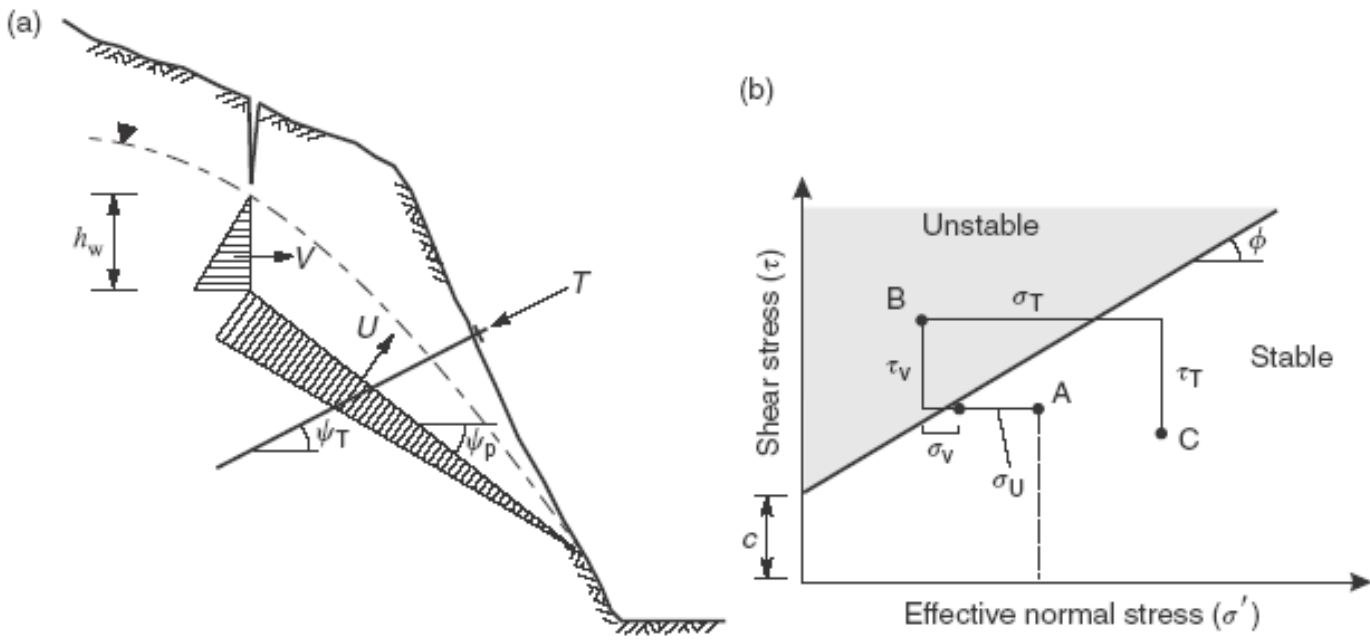 (a)
h_w
V
T
U
ψ_T
ψ_p
(b)
Unstable
ϕ
B
σ_T
Stable
τ_V
τ_T
A
C
σ_V
σ_U
c
Shear stress (τ)
Effective normal stress (σ′)